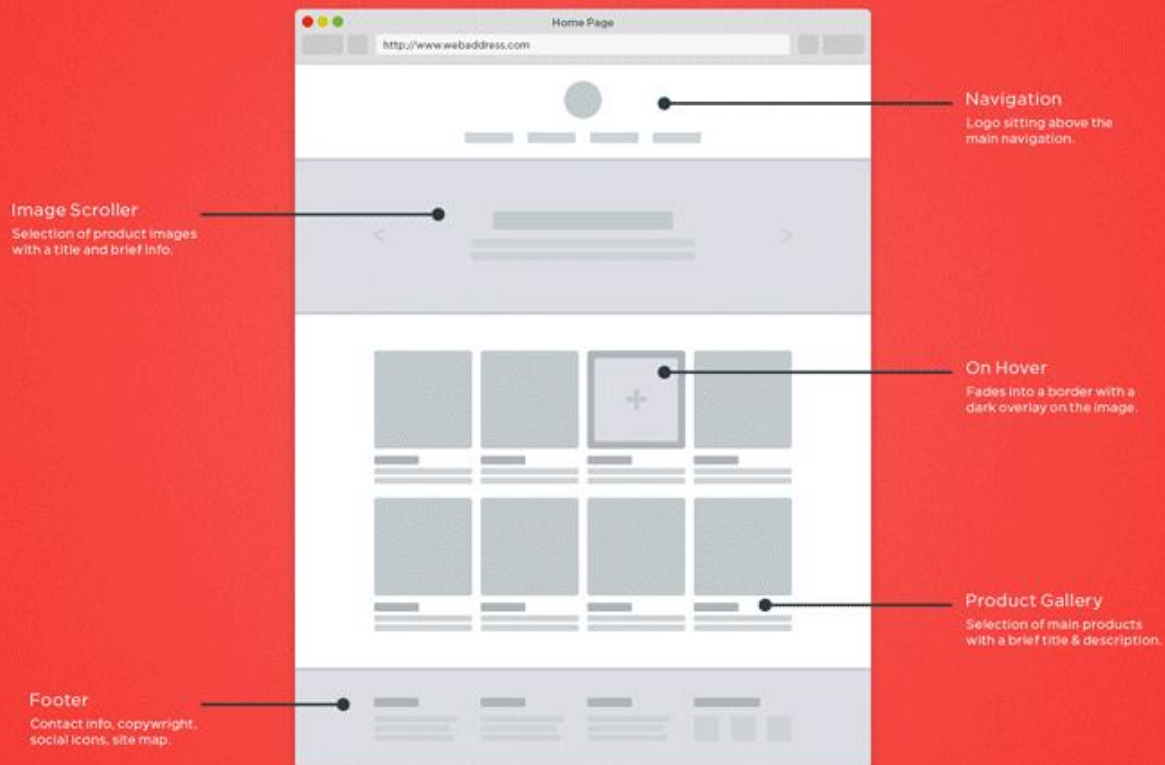 Home Page
http://www.webaddress.com
Navigation
Logo sitting above the
main navigation.
Image Scroller
Selection of product images
with a title and brief info.
On Hover
Fades into a border with a
dark overlay on the image.
Product Gallery
Selection of main products
with a brief title & description.
Footer
Contact info, copywright,
social icons, site map.